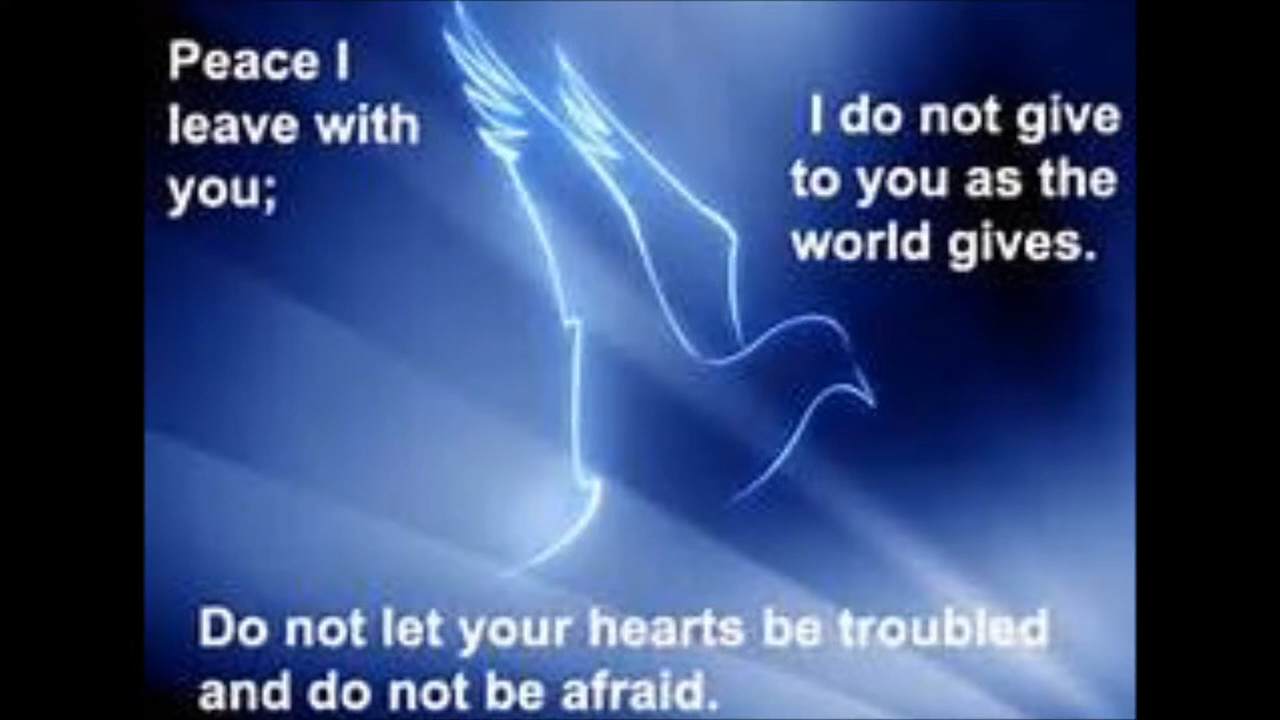 Peace I
leave with
you;
I do not give
to you as the
world gives.
Do not let your hearts be troubled
and do not be afraid.